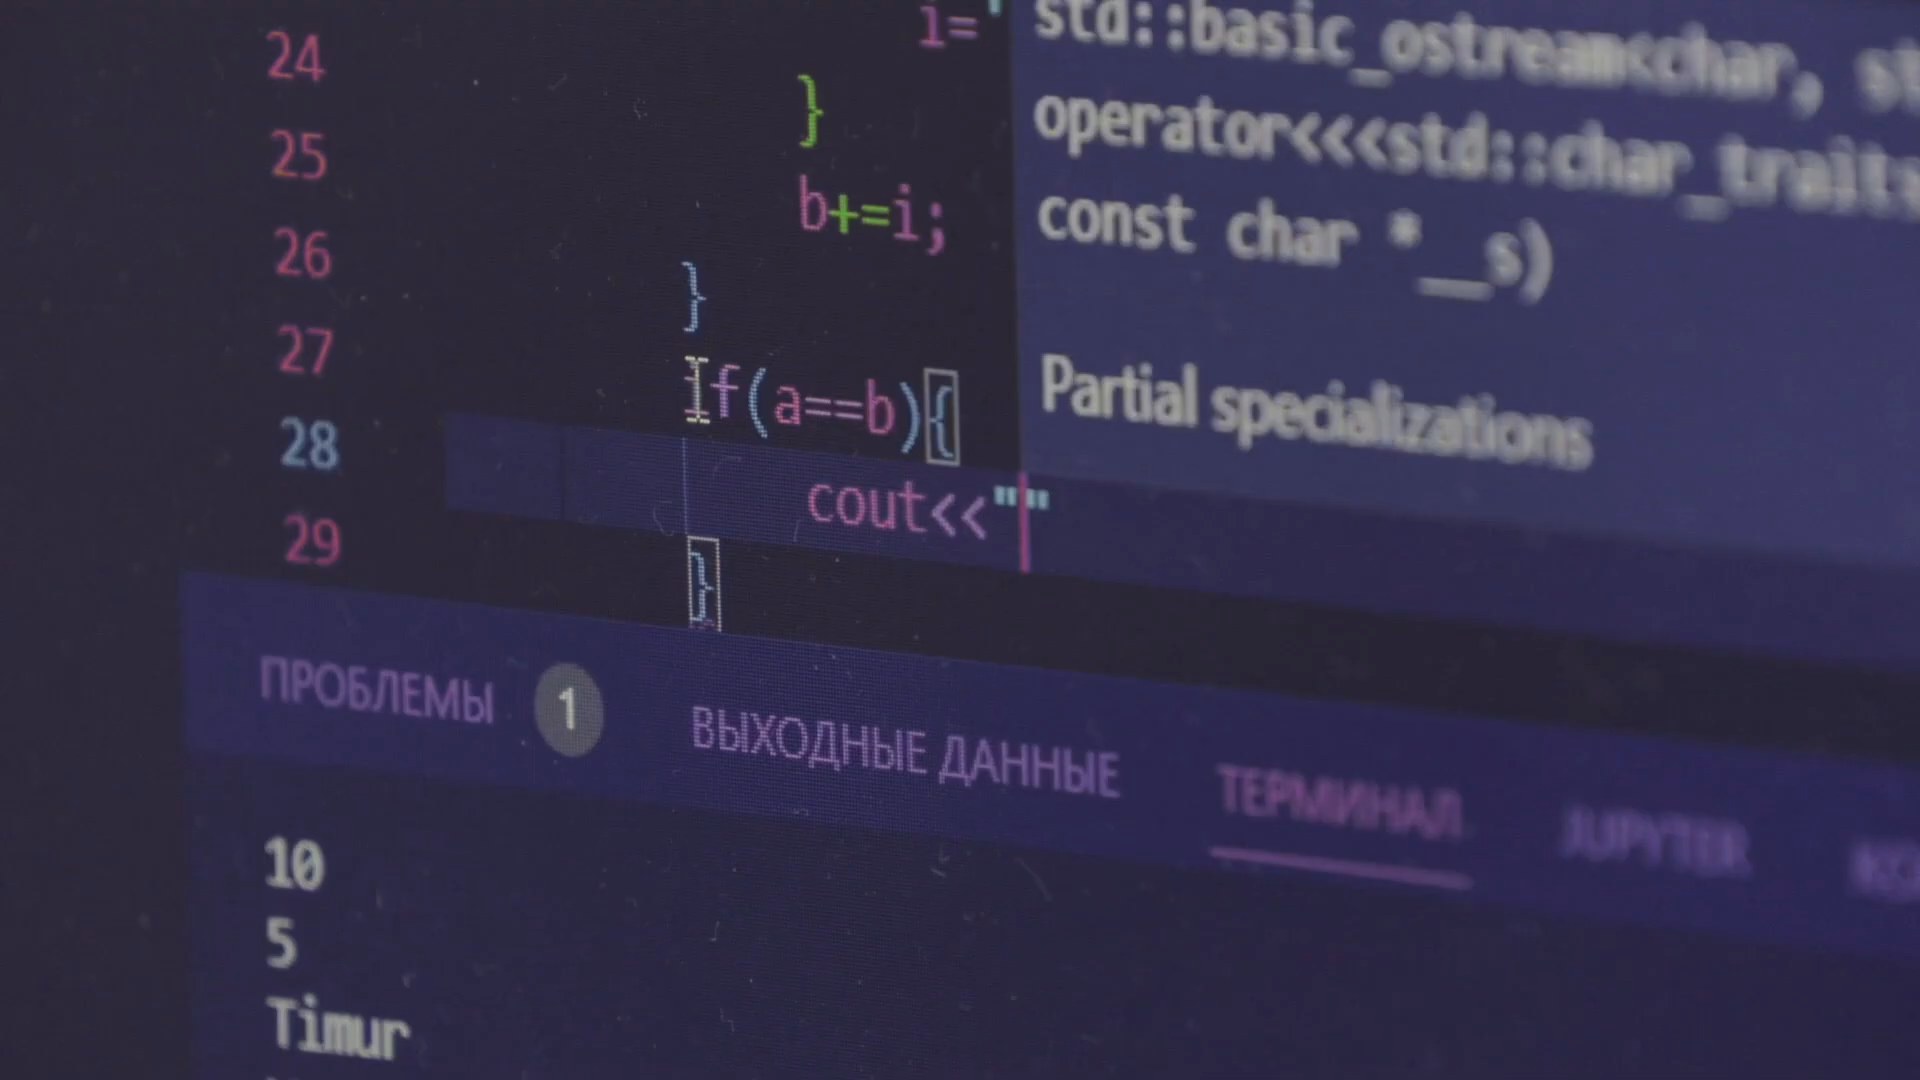 24
i='
}
25
b+=i;
26
}
27
if(a==b){
28
cout<<""
29
}
std::basic_ostream<char, st
operator<<<std::char_traits
const char *__s)
Partial specializations
ПРОБЛЕМЫ 1 ВЫХОДНЫЕ ДАННЫЕ ТЕРМИНАЛ JUPYTER
10
5
Timur